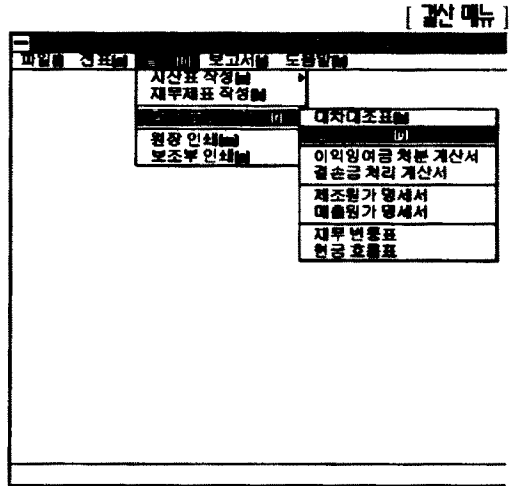 [ 결산 메뉴 ]
파일 전표 보고서 도움말
시산표 작성
재무제표 작성
원장 인쇄
보조부 인쇄
대차대조표
이익잉여금 처분 계산서
결손금 처리 계산서
제조원가 명세서
매출원가 명세서
재무 변동표
현금 흐름표